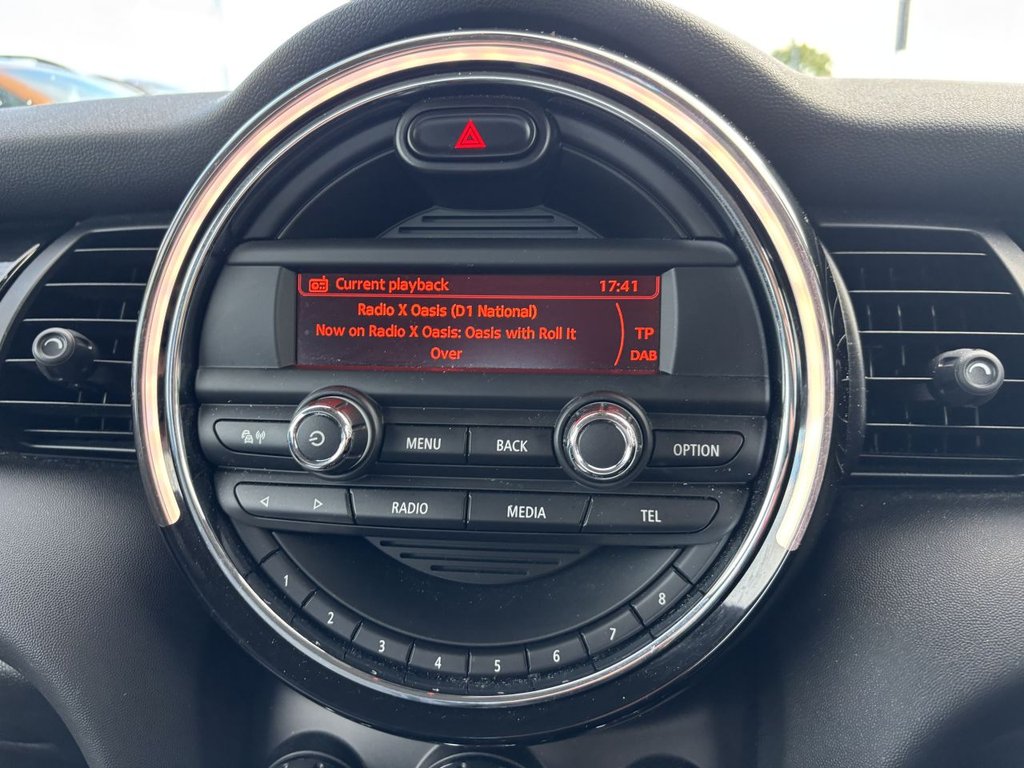 Current playback 17:41
Radio X Oasis (D1 National)
Now on Radio X Oasis: Oasis with Roll It
Over
TP
DAB
MENU BACK OPTION
RADIO MEDIA TEL
1 2 3 4 5 6 7 8